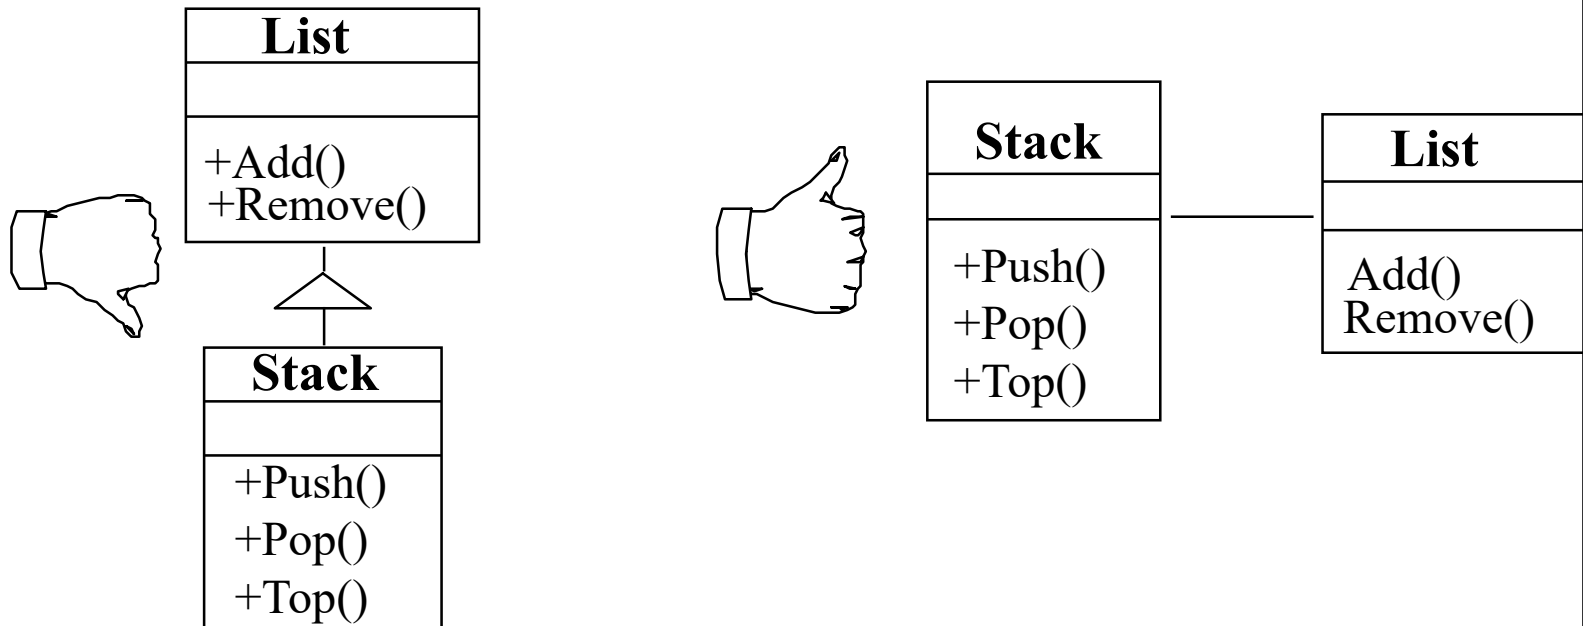 List
+Add()
+Remove()
Stack
+Push()
+Pop()
+Top()
Stack
+Push()
+Pop()
+Top()
List
Add()
Remove()